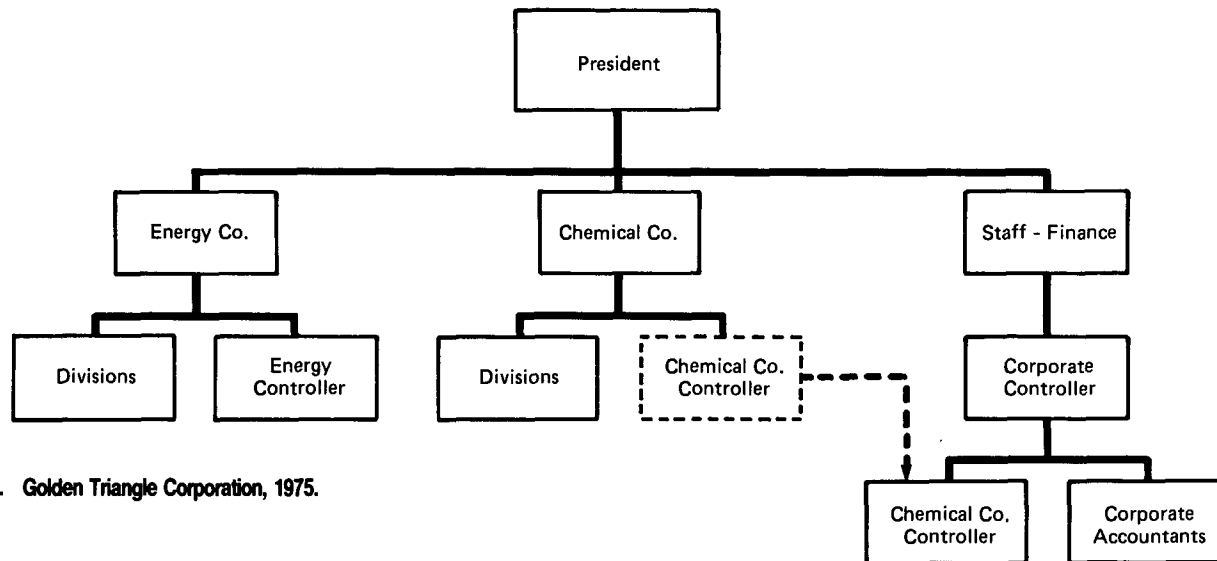 President
Energy Co.
Chemical Co.
Staff - Finance
Divisions
Energy
Controller
Divisions
Chemical Co.
Controller
Corporate
Controller
. Golden Triangle Corporation, 1975.
Chemical Co.
Controller
Corporate
Accountants